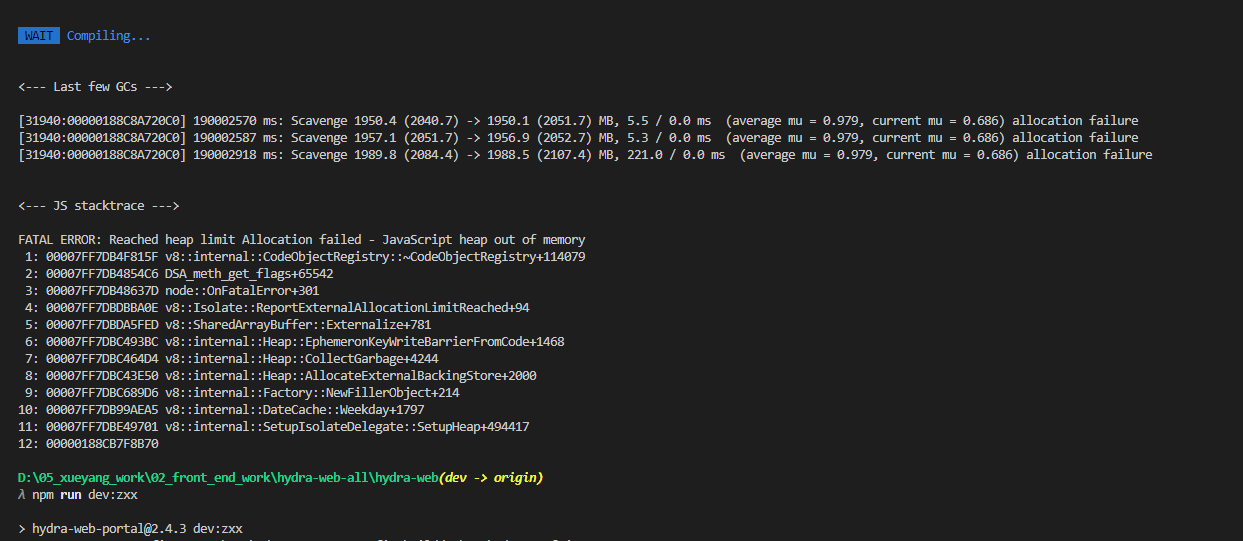 WAIT Compiling...
<--- Last few GCs --->
[31940:00000188C8A720C0] 190002570 ms: Scavenge 1950.4 (2040.7) -> 1950.1 (2051.7) MB, 5.5 / 0.0 ms (average mu = 0.979, current mu = 0.686) allocation failure
[31940:00000188C8A720C0] 190002587 ms: Scavenge 1957.1 (2051.7) -> 1956.9 (2052.7) MB, 5.3 / 0.0 ms (average mu = 0.979, current mu = 0.686) allocation failure
[31940:00000188C8A720C0] 190002918 ms: Scavenge 1989.8 (2084.4) -> 1988.5 (2107.4) MB, 221.0 / 0.0 ms (average mu = 0.979, current mu = 0.686) allocation failure
<--- JS stacktrace --->
FATAL ERROR: Reached heap limit Allocation failed - JavaScript heap out of memory
1: 00007FF7DB4F815F v8::internal::CodeObjectRegistry::~CodeObjectRegistry+114079
2: 00007FF7DB4854C6 DSA_meth_get_flags+65542
3: 00007FF7DB48637D node::OnFatalError+301
4: 00007FF7DBDBBA0E v8::Isolate::ReportExternalAllocationLimitReached+94
5: 00007FF7DBDA5FED v8::SharedArrayBuffer::Externalize+781
6: 00007FF7DBC493BC v8::internal::Heap::EphemeronKeyWriteBarrierFromCode+1468
7: 00007FF7DBC464D4 v8::internal::Heap::CollectGarbage+4244
8: 00007FF7DBC43E50 v8::internal::Heap::AllocateExternalBackingStore+2000
9: 00007FF7DBC689D6 v8::internal::Factory::NewFillerObject+214
10: 00007FF7DB99AEA5 v8::internal::DateCache::Weekday+1797
11: 00007FF7DBE49701 v8::internal::SetupIsolateDelegate::SetupHeap+494417
12: 00000188CB7F8B70
D:\05_xueyang_work\02_front_end_work\hydra-web-all\hydra-web(dev -> origin)
λ npm run dev:zxx
> hydra-web-portal@2.4.3 dev:zxx